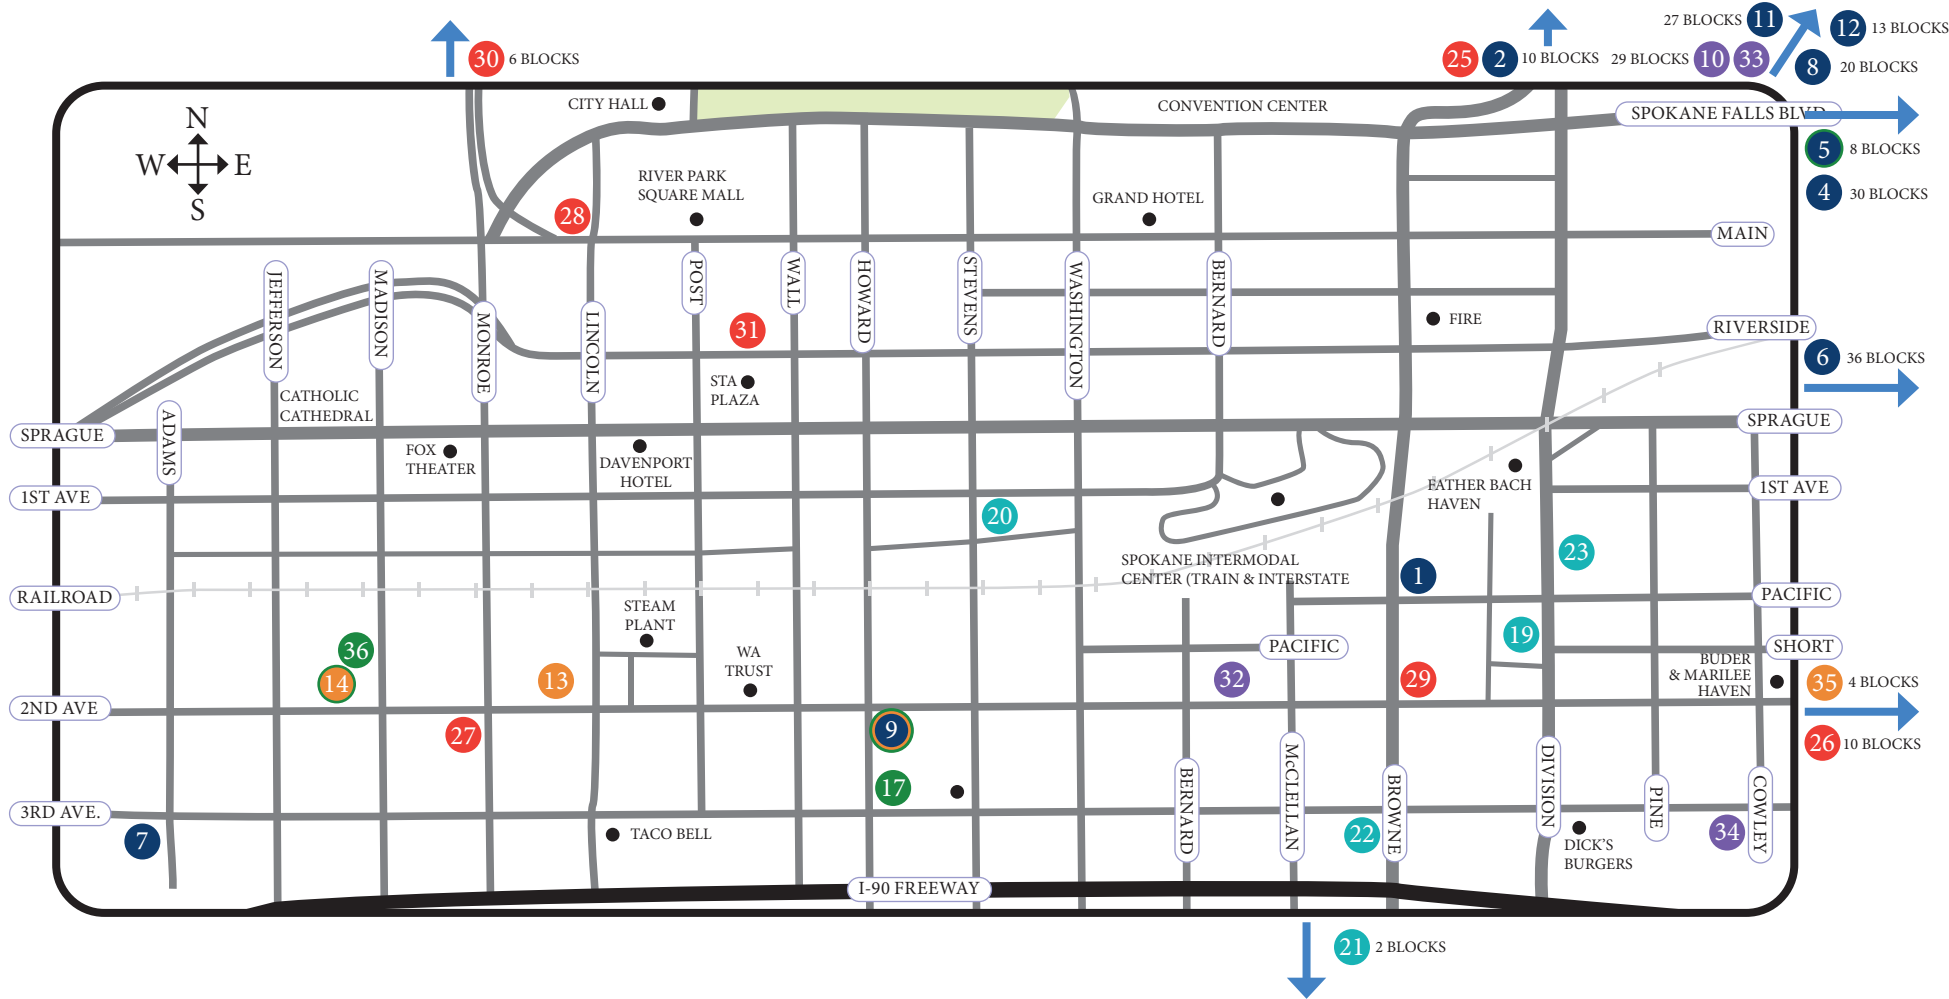 27 BLOCKS 11
12 13 BLOCKS
30 6 BLOCKS
25 2 10 BLOCKS
29 BLOCKS 10 33
8 20 BLOCKS
CITY HALL
CONVENTION CENTER
SPOKANE FALLS BLVD
N
W E
S
5 8 BLOCKS
4 30 BLOCKS
RIVER PARK
SQUARE MALL
GRAND HOTEL
28
MAIN
JEFFERSON
MADISON
MONROE
LINCOLN
POST
WALL
HOWARD
STEVENS
WASHINGTON
BERNARD
31
FIRE
RIVERSIDE
6 36 BLOCKS
STA
PLAZA
CATHOLIC
CATHEDRAL
ADAMS
SPRAGUE
SPRAGUE
FOX
THEATER
DAVENPORT
HOTEL
FATHER BACH
HAVEN
1ST AVE
1ST AVE
20
23
SPOKANE INTERMODAL
CENTER (TRAIN & INTERSTATE
1
RAILROAD
PACIFIC
STEAM
PLANT
36
14
13
WA
TRUST
PACIFIC
19
SHORT
32
29
BUDER
& MARILEE
HAVEN
35 4 BLOCKS
2ND AVE
27
9
26 10 BLOCKS
17
BERNARD
McCLELLAN
BROWNE
DIVISION
PINE
COWLEY
3RD AVE.
7
TACO BELL
22
34
DICK'S
BURGERS
I-90 FREEWAY
21 2 BLOCKS